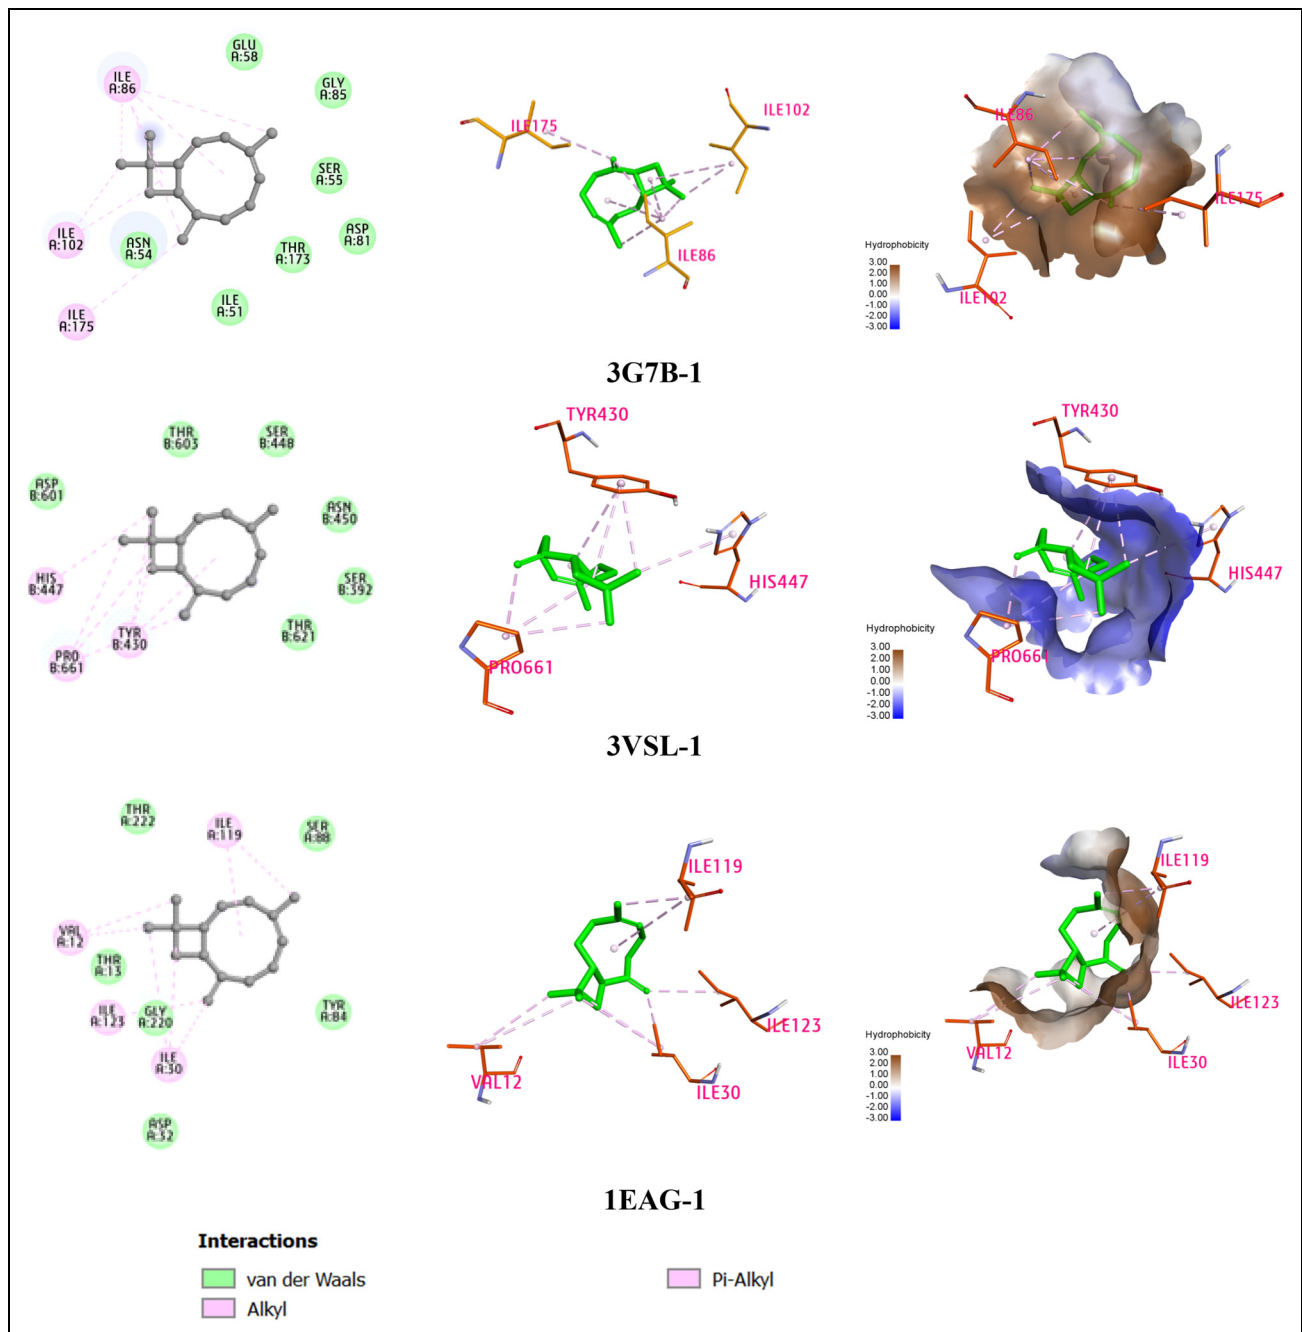 GLU
A:58
ILE
A:86
GLY
A:85
SER
A:55
ASP
A:81
ILE
A:102
ASN
A:54
THR
A:173
ILE
A:51
ILE
A:175
ILE175
ILE102
ILE86
ILE86
ILE175
ILE102
Hydrophobicity
3.00
2.00
1.00
0.00
-1.00
-2.00
-3.00
3G7B-1
THR
B:603
SER
B:448
ASP
B:601
ASN
B:450
HIS
B:447
SER
B:392
TYR
B:430
THR
B:621
PRO
B:661
TYR430
HIS447
PRO661
TYR430
HIS447
PRO661
Hydrophobicity
3.00
2.00
1.00
0.00
-1.00
-2.00
-3.00
3VSL-1
THR
A:222
ILE
A:119
SER
A:88
VAL
A:12
THR
A:13
ILE
A:123
GLY
A:220
TYR
A:84
ILE
A:30
ASP
A:32
ILE119
ILE123
VAL12
ILE30
ILE119
ILE123
VAL12
ILE30
Hydrophobicity
3.00
2.00
1.00
0.00
-1.00
-2.00
-3.00
1EAG-1
Interactions
van der Waals
Alkyl
Pi-Alkyl